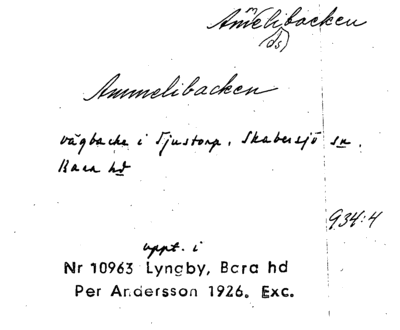 Ammelibacken
ds)
Ammelibacken
vägbacke i Tjustorp, Skabersjö sn.
Bara hd
934:4
uppt. i
Nr 10963 Lyngby, Bara hd
Per Andersson 1926. Exc.